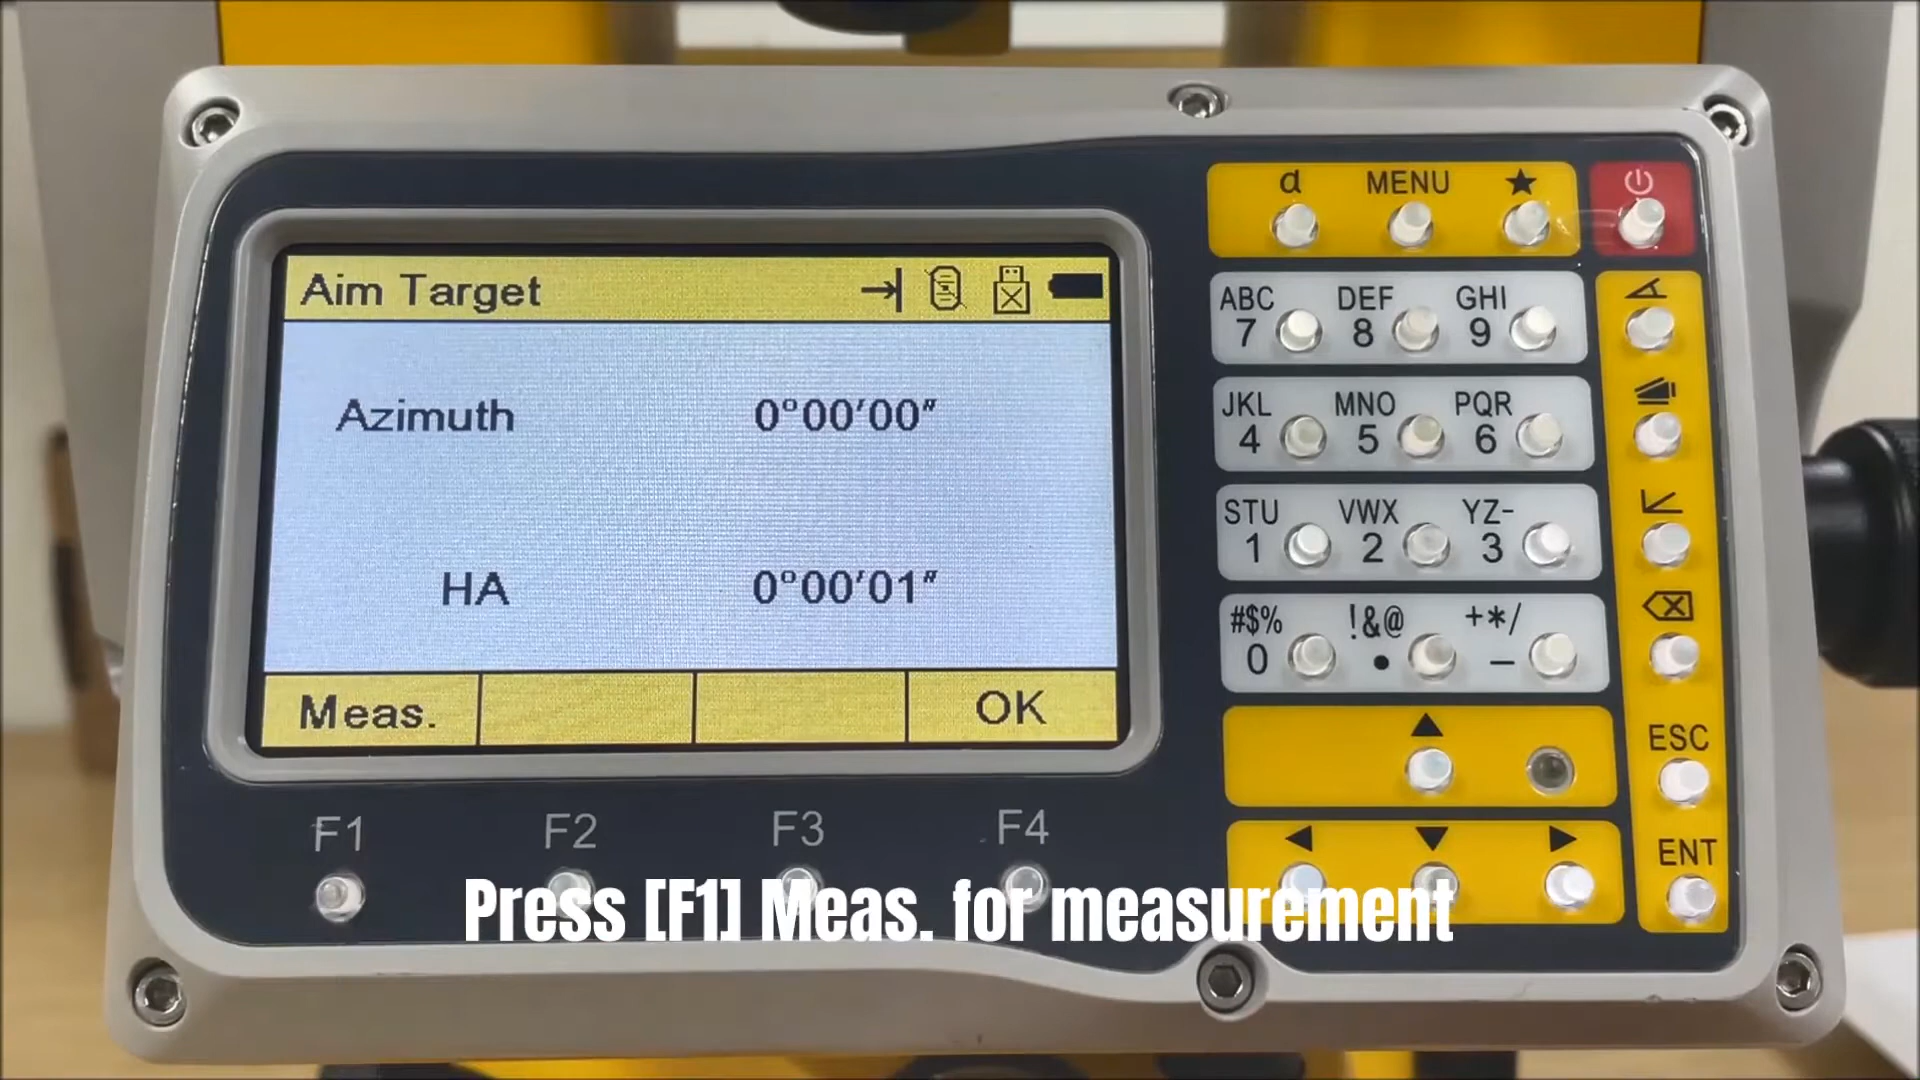 Aim Target
Azimuth 0°00′00″
HA 0°00′01″
Meas. OK
F1 F2 F3 F4
α MENU ★
ABC DEF GHI
7 8 9
JKL MNO PQR
4 5 6
STU VWX YZ-
1 2 3
#$% !&@ +*/
0 • –
ESC
ENT
Press [F1] Meas. for measurement